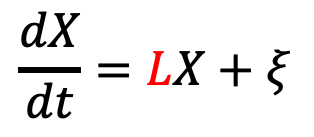 dX/dt = LX + ξ